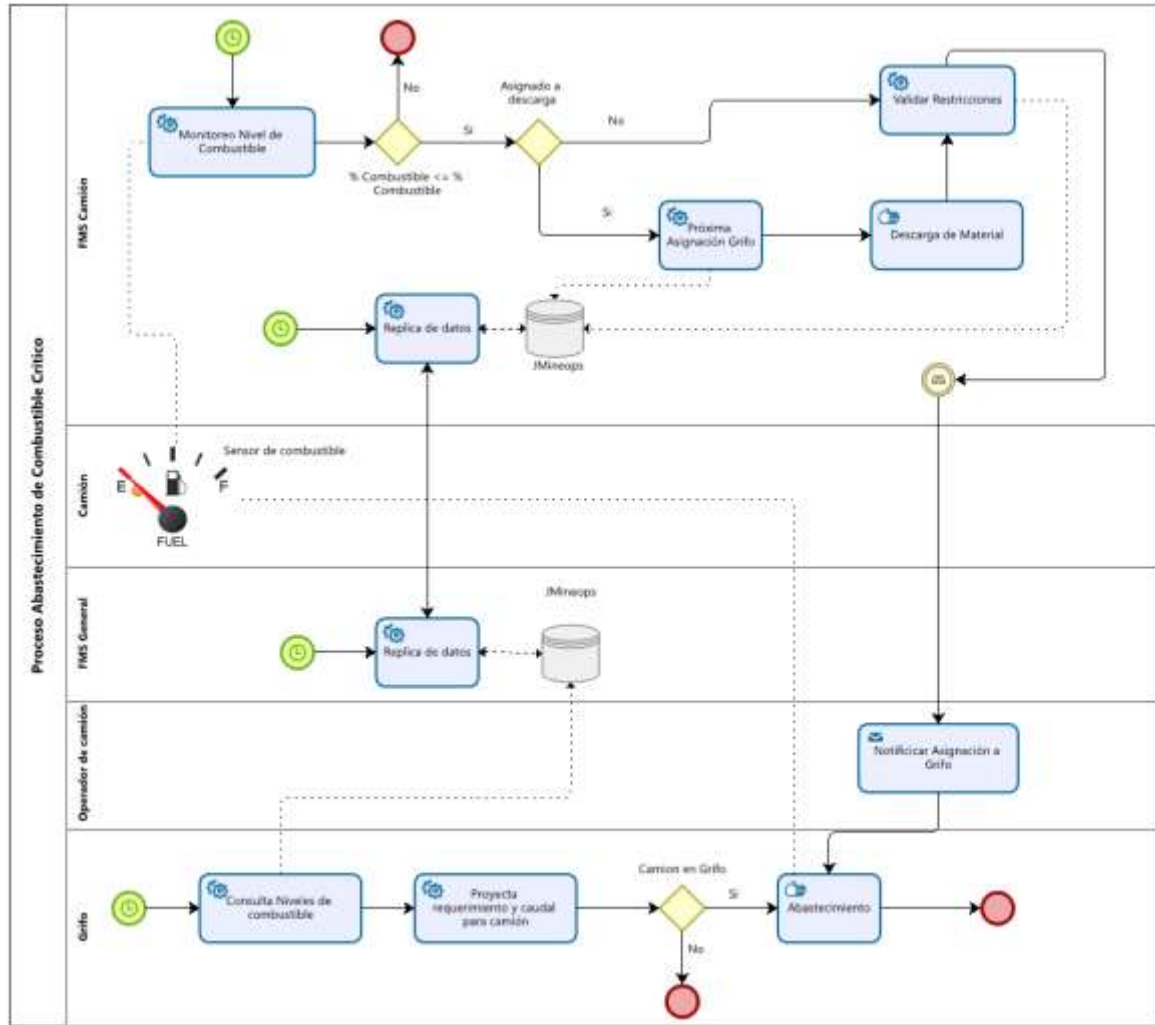 Proceso Abastecimiento de Combustible Crítico
FMS Camión
Monitoreo Nivel de
Combustible
No
% Combustible <= %
Combustible
Si
Asignado a
descarga
No
Si
Próxima
Asignación Grifo
Descarga de Material
Validar Restricciones
Replica de datos
JMineops
Camión
Sensor de combustible
E
F
FUEL
FMS General
Replica de datos
JMineops
Operador de camión
Notificicar Asignación a
Grifo
Grifo
Consulta Niveles de
combustible
Proyecta
requerimiento y caudal
para camión
Camion en Grifo
Si
No
Abastecimiento